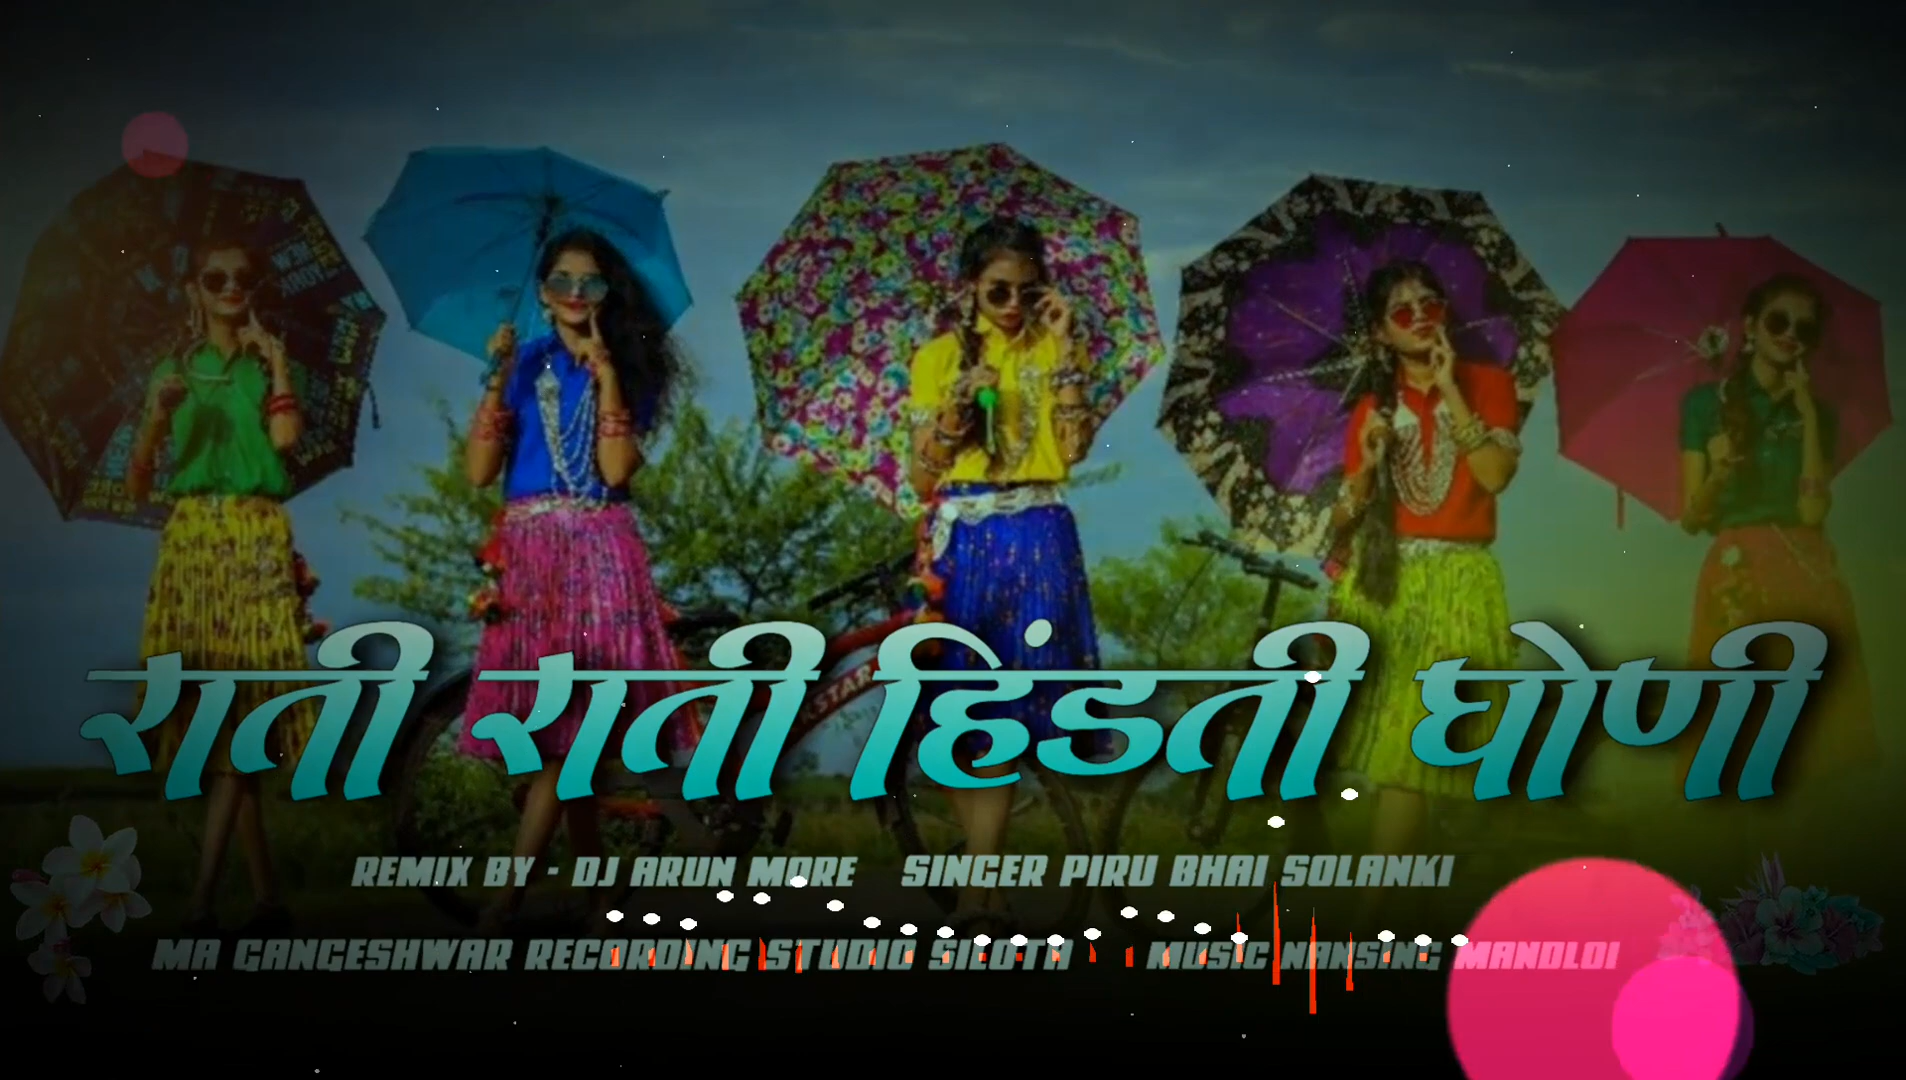 राती राती हिंडती घोणी
REMIX BY - DJ ARUN MORE SINGER PIRU BHAI SOLANKI
MA GANGESHWAR RECORDING STUDIO SILOTA MUSIC NANSING MANDLOI